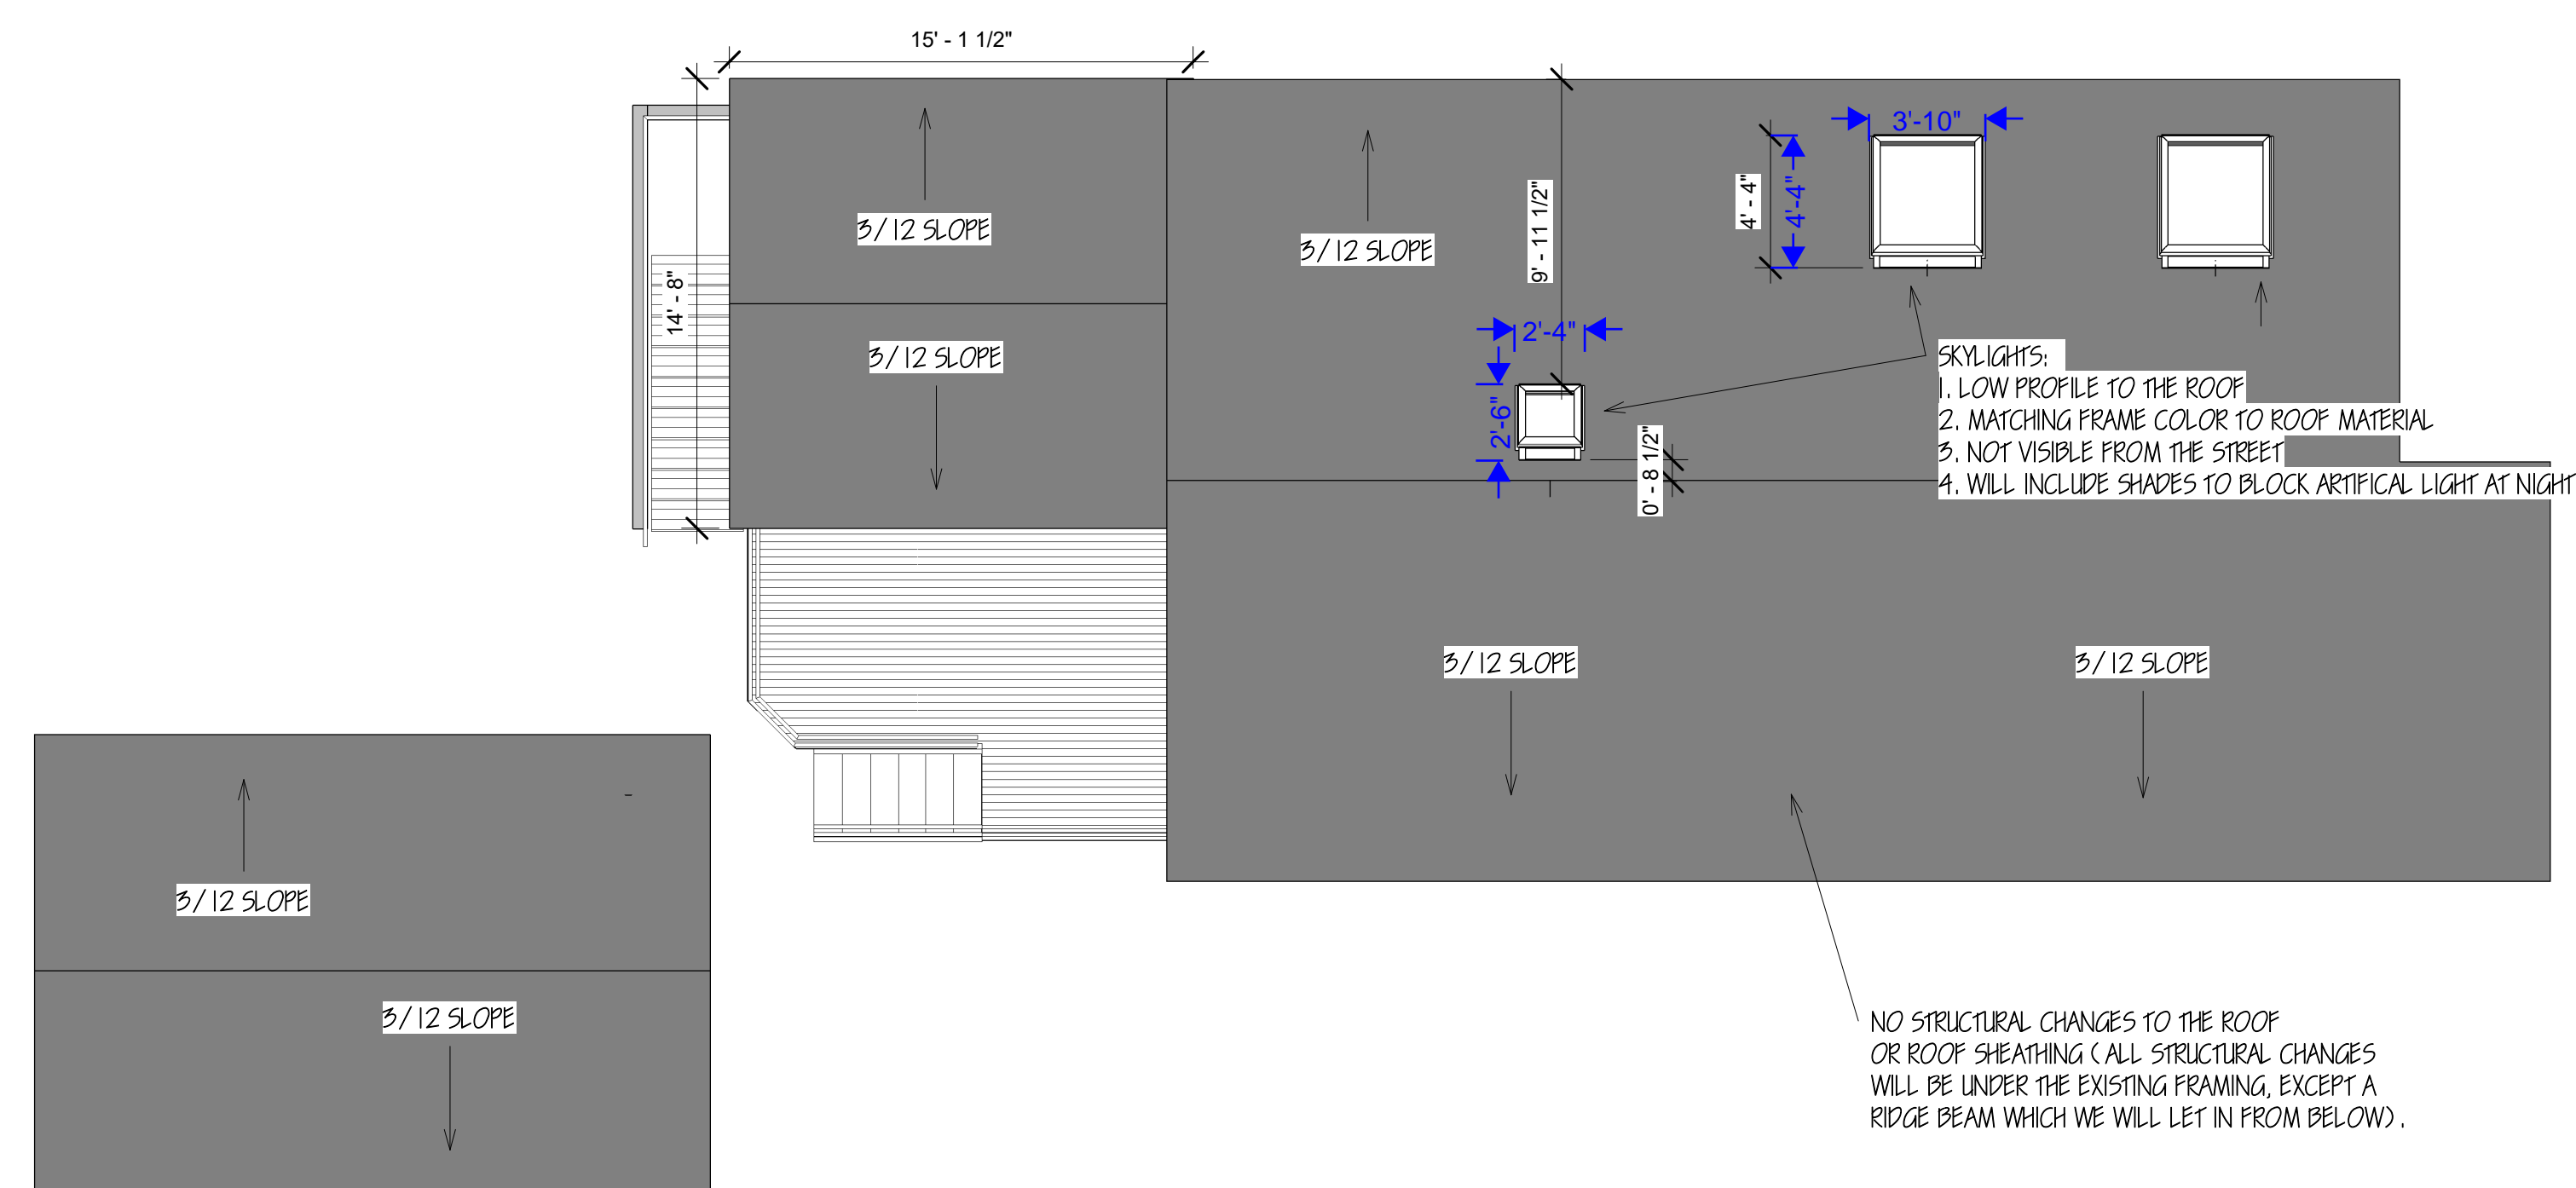 15' - 1 1/2"
14' - 8"
3/12 SLOPE
3/12 SLOPE
3/12 SLOPE
9' - 11 1/2"
4' - 4"
4'-4"
3'-10"
2'-4"
2'-6"
0' - 8 1/2"
SKYLIGHTS:
1. LOW PROFILE TO THE ROOF
2. MATCHING FRAME COLOR TO ROOF MATERIAL
3. NOT VISIBLE FROM THE STREET
4. WILL INCLUDE SHADES TO BLOCK ARTIFICAL LIGHT AT NIGHT
3/12 SLOPE
3/12 SLOPE
3/12 SLOPE
3/12 SLOPE
NO STRUCTURAL CHANGES TO THE ROOF
OR ROOF SHEATHING (ALL STRUCTURAL CHANGES
WILL BE UNDER THE EXISTING FRAMING, EXCEPT A
RIDGE BEAM WHICH WE WILL LET IN FROM BELOW).